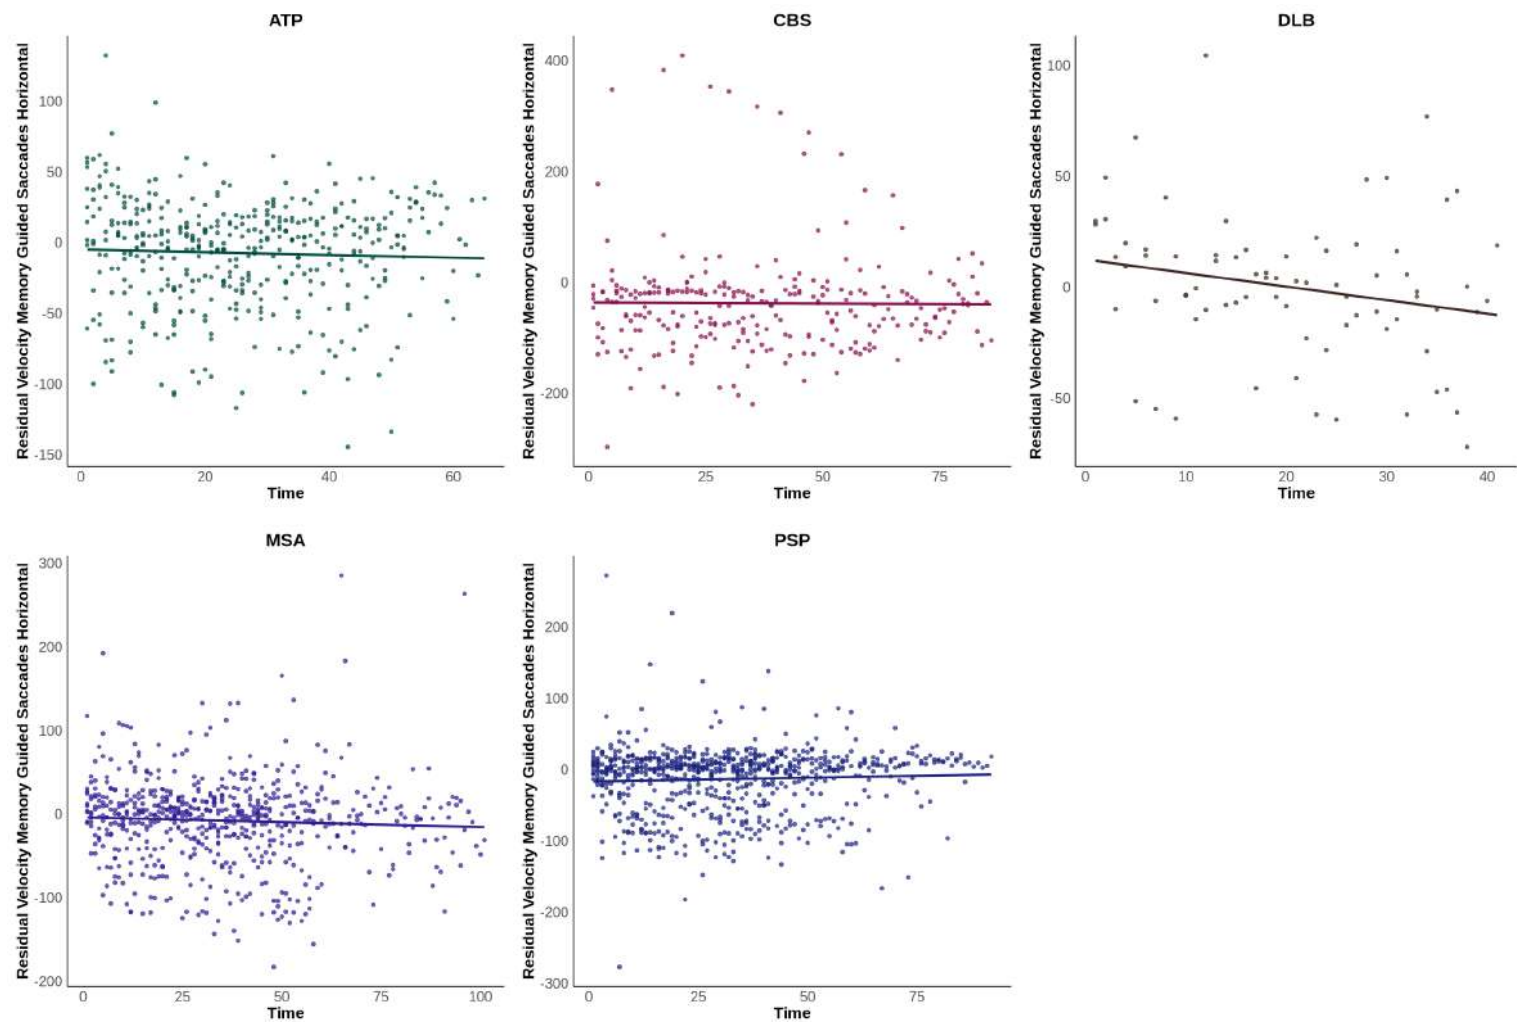 ATP
Residual Velocity Memory Guided Saccades Horizontal
100
50
0
-50
-100
-150
0 20 40 60
Time
CBS
Residual Velocity Memory Guided Saccades Horizontal
400
200
0
-200
0 25 50 75
Time
DLB
Residual Velocity Memory Guided Saccades Horizontal
100
50
0
-50
0 10 20 30 40
Time
MSA
Residual Velocity Memory Guided Saccades Horizontal
300
200
100
0
-100
-200
0 25 50 75 100
Time
PSP
Residual Velocity Memory Guided Saccades Horizontal
200
100
0
-100
-200
-300
0 25 50 75
Time